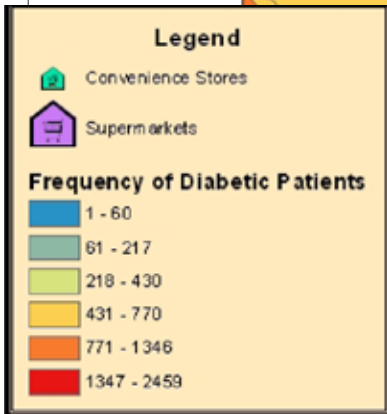 Legend
Convenience Stores
Supermarkets
Frequency of Diabetic Patients
1 - 60
61 - 217
218 - 430
431 - 770
771 - 1346
1347 - 2459